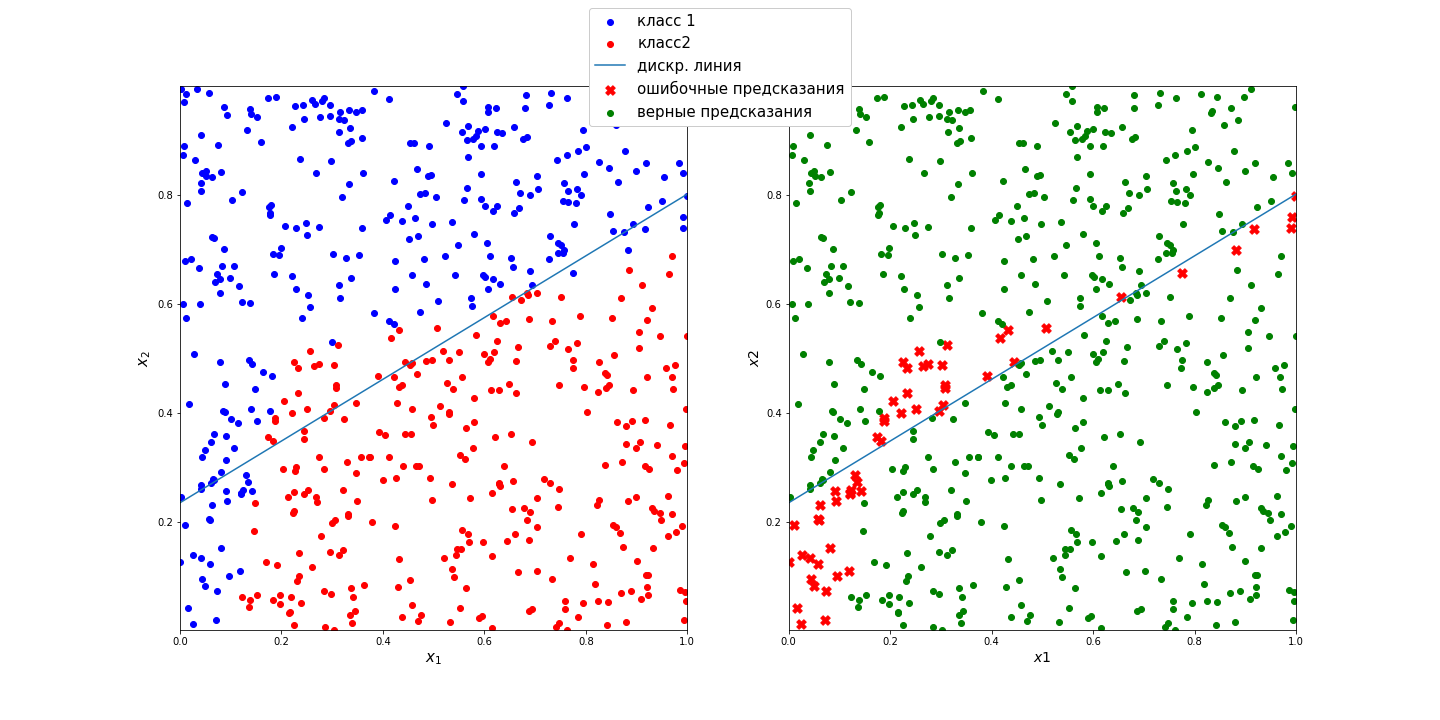 класс 1
класс2
дискр. линия
ошибочные предсказания
верные предсказания
0.8
0.6
0.4
0.2
0.0 0.2 0.4 0.6 0.8 1.0
x₂
x₁
0.8
0.6
0.4
0.2
0.0 0.2 0.4 0.6 0.8 1.0
x2
x1